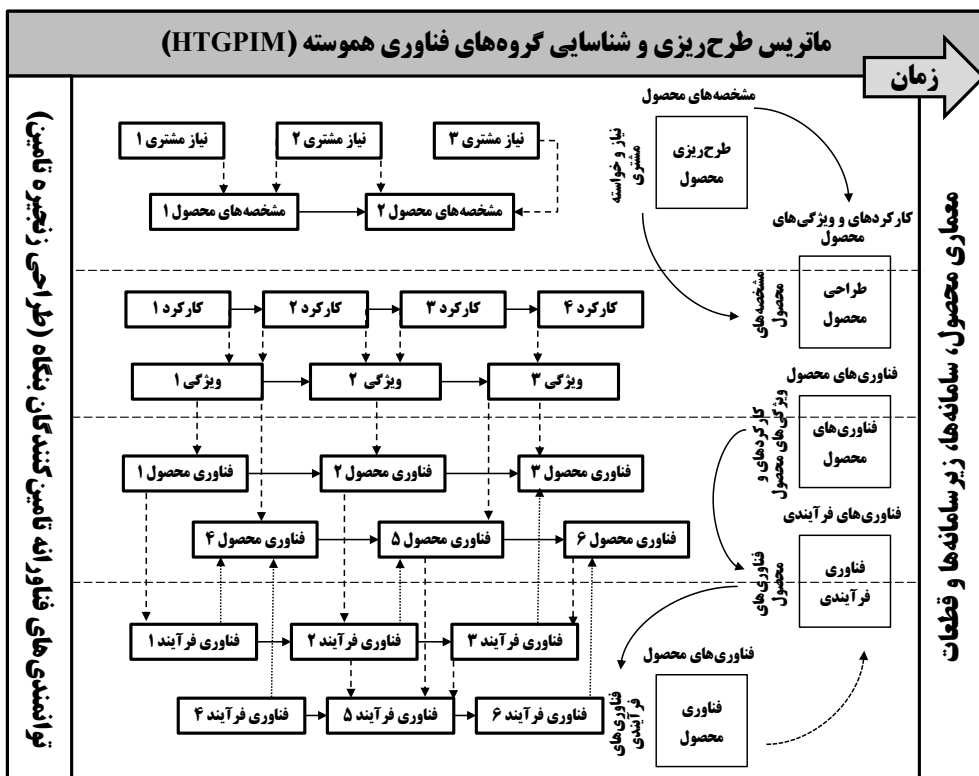 ماتریس طرح‌ریزی و شناسایی گروه‌های فناوری هموسته (HTGPIM)
زمان
معماری محصول، سامانه‌ها، زیرسامانه‌ها و قطعات
توانمندی‌های فناورانه تامین کنندگان بنگاه (طراحی زنجیره تامین)
مشخصه‌های محصول
نیاز و خواسته
مشتری
طرح‌ریزی
محصول
نیاز مشتری ۳
نیاز مشتری ۲
نیاز مشتری ۱
مشخصه‌های محصول ۲
مشخصه‌های محصول ۱
کارکردهای و ویژگی‌های
محصول
مشخصه‌های
محصول
طراحی
محصول
کارکرد ۴
کارکرد ۳
کارکرد ۲
کارکرد ۱
ویژگی ۳
ویژگی ۲
ویژگی ۱
فناوری‌های محصول
کارکردهای و
ویژگی‌های محصول
فناوری‌های
محصول
فناوری محصول ۳
فناوری محصول ۲
فناوری محصول ۱
فناوری محصول ۶
فناوری محصول ۵
فناوری محصول ۴
فناوری‌های فرآیندی
فناوری‌های
محصول
فناوری
فرآیندی
فناوری فرآیند ۳
فناوری فرآیند ۲
فناوری فرآیند ۱
فناوری‌های محصول
فناوری‌های
فرآیندی
فناوری
محصول
فناوری فرآیند ۶
فناوری فرآیند ۵
فناوری فرآیند ۴